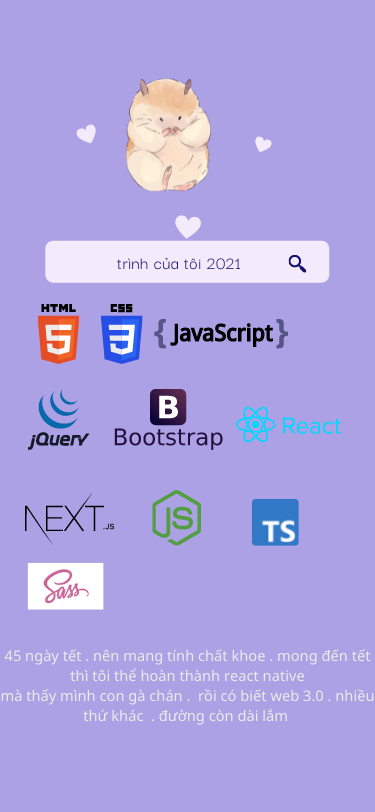 trình của tôi 2021
HTML CSS
5 3 { JavaScript }
jQuery B
Bootstrap React
NEXT.JS JS TS
Sass
45 ngày tết . nên mang tính chất khoe . mong đến tết
thì tôi thể hoàn thành react native
mà thấy mình con gà chán .  rồi có biết web 3.0 . nhiều
thứ khác  . đường còn dài lắm